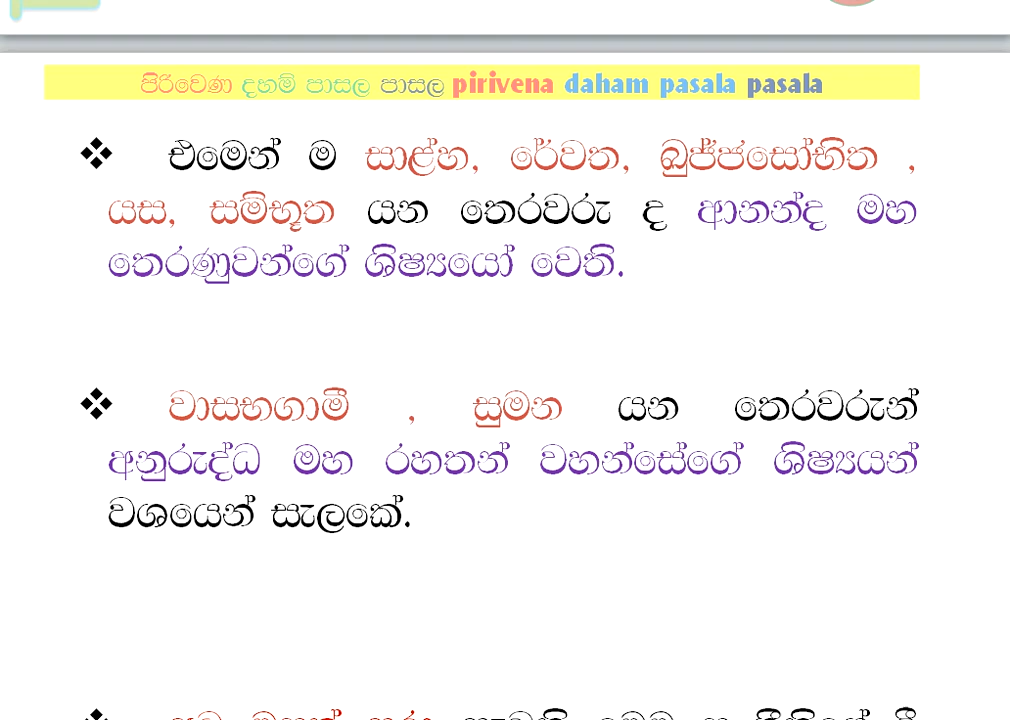 පිරිවෙණ දහම් පාසල පාසල pirivena daham pasala pasala
❖ එමෙන් ම සාළ්හ, රේවත, ඛුජ්ජසෝභිත ,
යස, සම්භූත යන තෙරවරු ද ආනන්ද මහ
තෙරණුවන්ගේ ශිෂ්‍යයෝ වෙති.
❖ වාසභගාමී , සුමන යන තෙරවරුන්
අනුරුද්ධ මහ රහතන් වහන්සේගේ ශිෂ්‍යයන්
වශයෙන් සැලකේ.